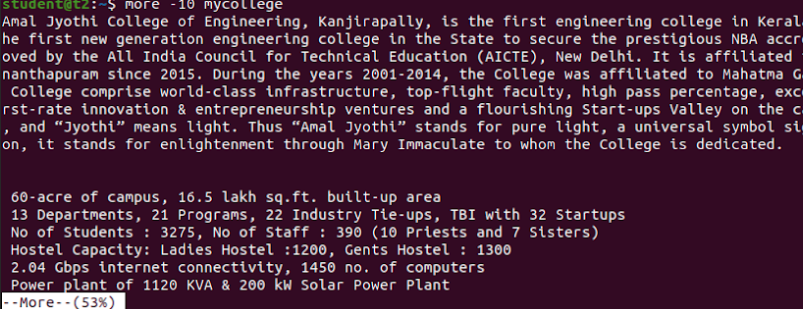 student@t2:~$ more -10 mycollege
Amal Jyothi College of Engineering, Kanjirapally, is the first engineering college in Keral
he first new generation engineering college in the State to secure the prestigious NBA accr
oved by the All India Council for Technical Education (AICTE), New Delhi. It is affiliated
nanthapuram since 2015. During the years 2001-2014, the College was affiliated to Mahatma G
College comprise world-class infrastructure, top-flight faculty, high pass percentage, exc
rst-rate innovation & entrepreneurship ventures and a flourishing Start-ups Valley on the c
, and “Jyothi” means light. Thus “Amal Jyothi” stands for pure light, a universal symbol si
on, it stands for enlightenment through Mary Immaculate to whom the College is dedicated.
60-acre of campus, 16.5 lakh sq.ft. built-up area
13 Departments, 21 Programs, 22 Industry Tie-ups, TBI with 32 Startups
No of Students : 3275, No of Staff : 390 (10 Priests and 7 Sisters)
Hostel Capacity: Ladies Hostel :1200, Gents Hostel : 1300
2.04 Gbps internet connectivity, 1450 no. of computers
Power plant of 1120 KVA & 200 kW Solar Power Plant
--More--(53%)